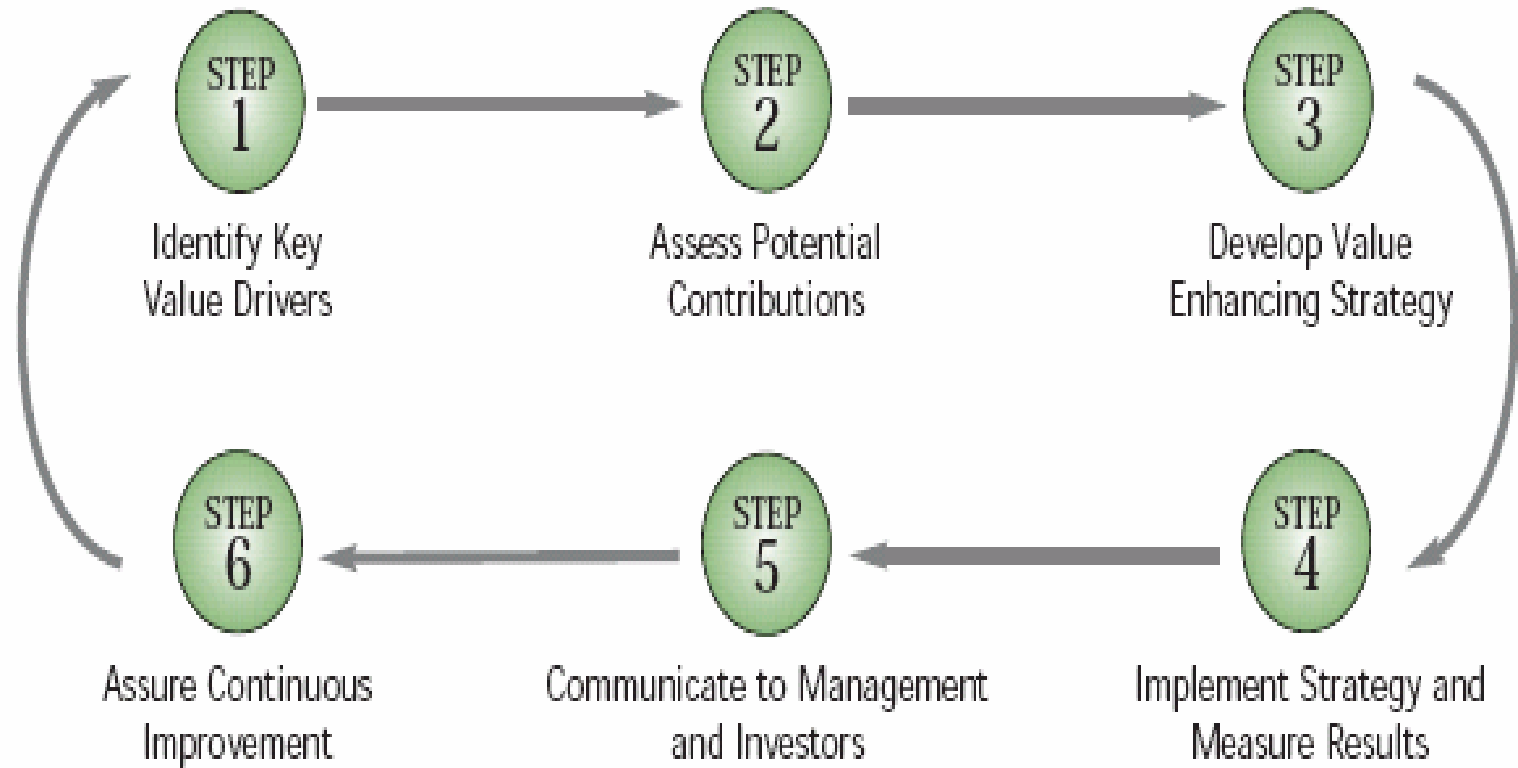 STEP
1
Identify Key
Value Drivers
STEP
2
Assess Potential
Contributions
STEP
3
Develop Value
Enhancing Strategy
STEP
4
Implement Strategy and
Measure Results
STEP
5
Communicate to Management
and Investors
STEP
6
Assure Continuous
Improvement